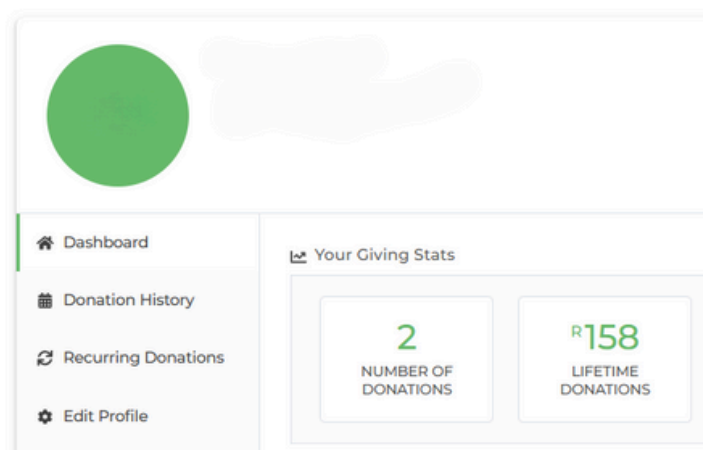 Dashboard
Donation History
Recurring Donations
Edit Profile
Your Giving Stats
2
NUMBER OF
DONATIONS
R158
LIFETIME
DONATIONS